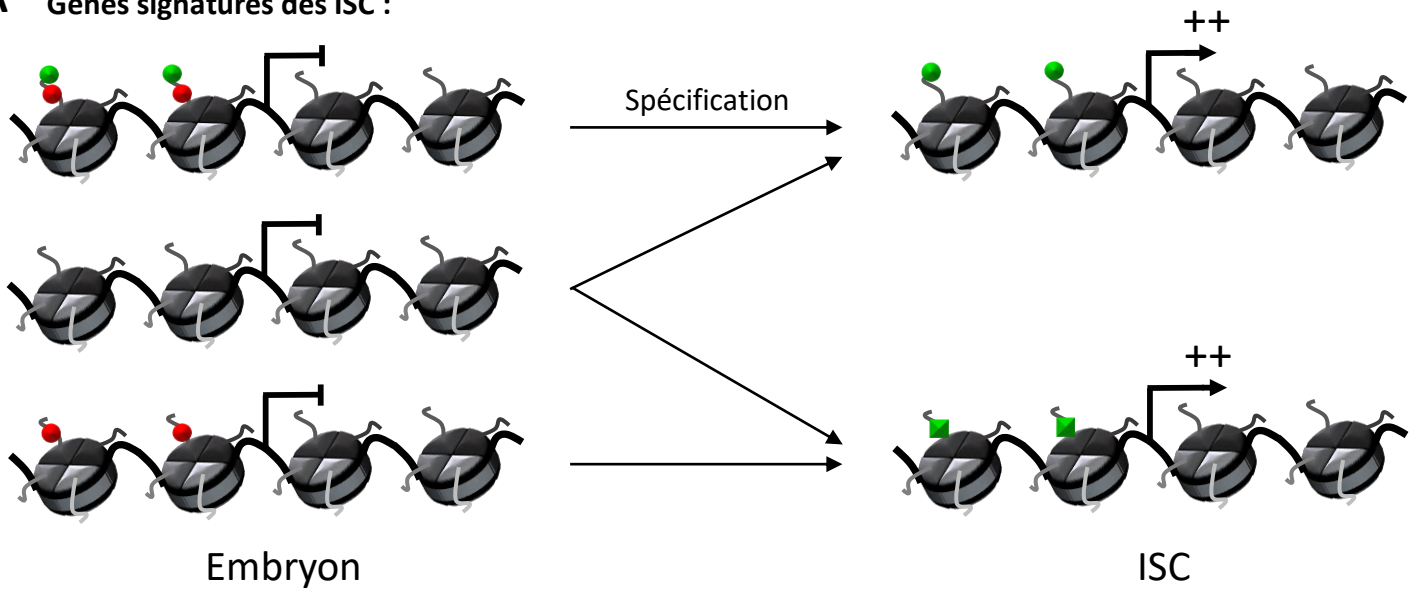 A Gènes signatures des ISC :
++
Spécification
++
Embryon
ISC